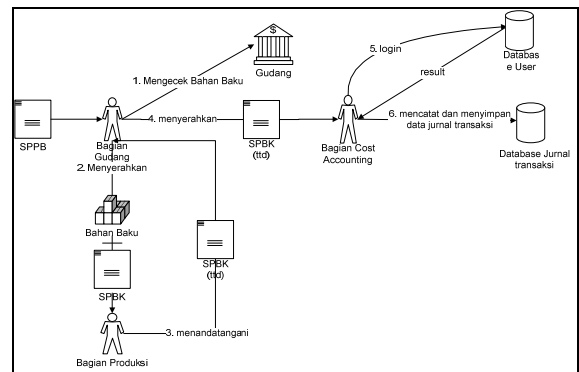 5. login
Databas
e User
result
Gudang
1. Mengecek Bahan Baku
4. menyerahkan
6. mencatat dan menyimpan
data jurnal transaksi
SPPB
Bagian
Gudang
SPBK
(ttd)
Bagian Cost
Accounting
Database Jurnal
transaksi
2. Menyerahkan
Bahan Baku
SPBK
(ttd)
SPBK
3. menandatangani
Bagian Produksi